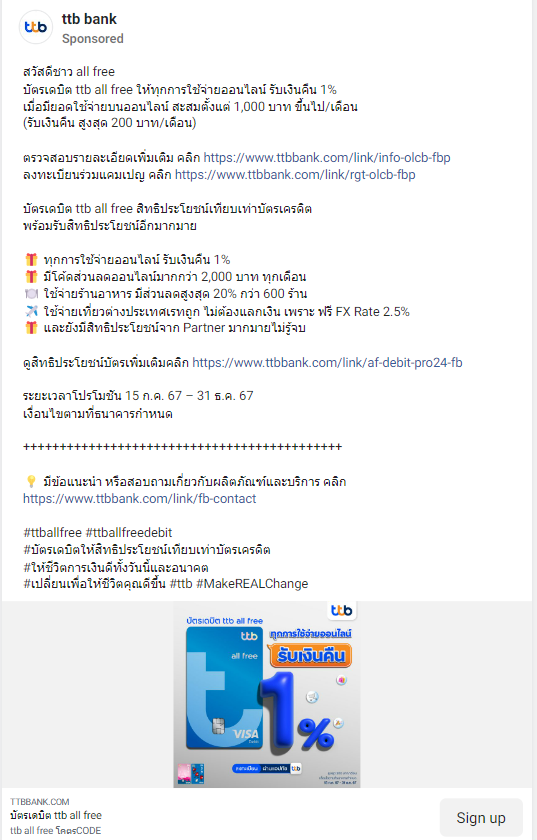 ttb
ttb bank
Sponsored
สวัสดีชาว all free
บัตรเดบิต ttb all free ให้ทุกการใช้จ่ายออนไลน์ รับเงินคืน 1%
เมื่อมียอดใช้จ่ายบนออนไลน์ สะสมตั้งแต่ 1,000 บาท ขึ้นไป/เดือน
(รับเงินคืน สูงสุด 200 บาท/เดือน)
ตรวจสอบรายละเอียดเพิ่มเติม คลิก https://www.ttbbank.com/link/info-olcb-fbp
ลงทะเบียนร่วมแคมเปญ คลิก https://www.ttbbank.com/link/rgt-olcb-fbp
บัตรเดบิต ttb all free สิทธิประโยชน์เทียบเท่าบัตรเครดิต
พร้อมรับสิทธิประโยชน์อีกมากมาย
🎁 ทุกการใช้จ่ายออนไลน์ รับเงินคืน 1%
🎁 มีโค้ดส่วนลดออนไลน์มากกว่า 2,000 บาท ทุกเดือน
🍽️ ใช้จ่ายร้านอาหาร มีส่วนลดสูงสุด 20% กว่า 600 ร้าน
✈️ ใช้จ่ายเที่ยวต่างประเทศเรทถูก ไม่ต้องแลกเงิน เพราะ ฟรี FX Rate 2.5%
🎁 และยังมีสิทธิประโยชน์จาก Partner มากมายไม่รู้จบ
ดูสิทธิประโยชน์บัตรเพิ่มเติมคลิก https://www.ttbbank.com/link/af-debit-pro24-fb
ระยะเวลาโปรโมชัน 15 ก.ค. 67 – 31 ธ.ค. 67
เงื่อนไขตามที่ธนาคารกำหนด
++++++++++++++++++++++++++++++++++++++++++++
💡 มีข้อแนะนำ หรือสอบถามเกี่ยวกับผลิตภัณฑ์และบริการ คลิก
https://www.ttbbank.com/link/fb-contact
#ttballfree #ttballfreedebit
#บัตรเดบิตให้สิทธิประโยชน์เทียบเท่าบัตรเครดิต
#ให้ชีวิตการเงินดีทั้งวันนี้และอนาคต
#เปลี่ยนเพื่อให้ชีวิตคุณดีขึ้น #ttb #MakeREALChange
ttb
บัตรเดบิต ttb all free
ttb
all free
VISA
Debit
ทุกการใช้จ่ายออนไลน์
รับเงินคืน
1%
ลงทะเบียน ผ่านแอปทัช ttb
TTBBANK.COM
บัตรเดบิต ttb all free
ttb all free โคตรCODE
Sign up